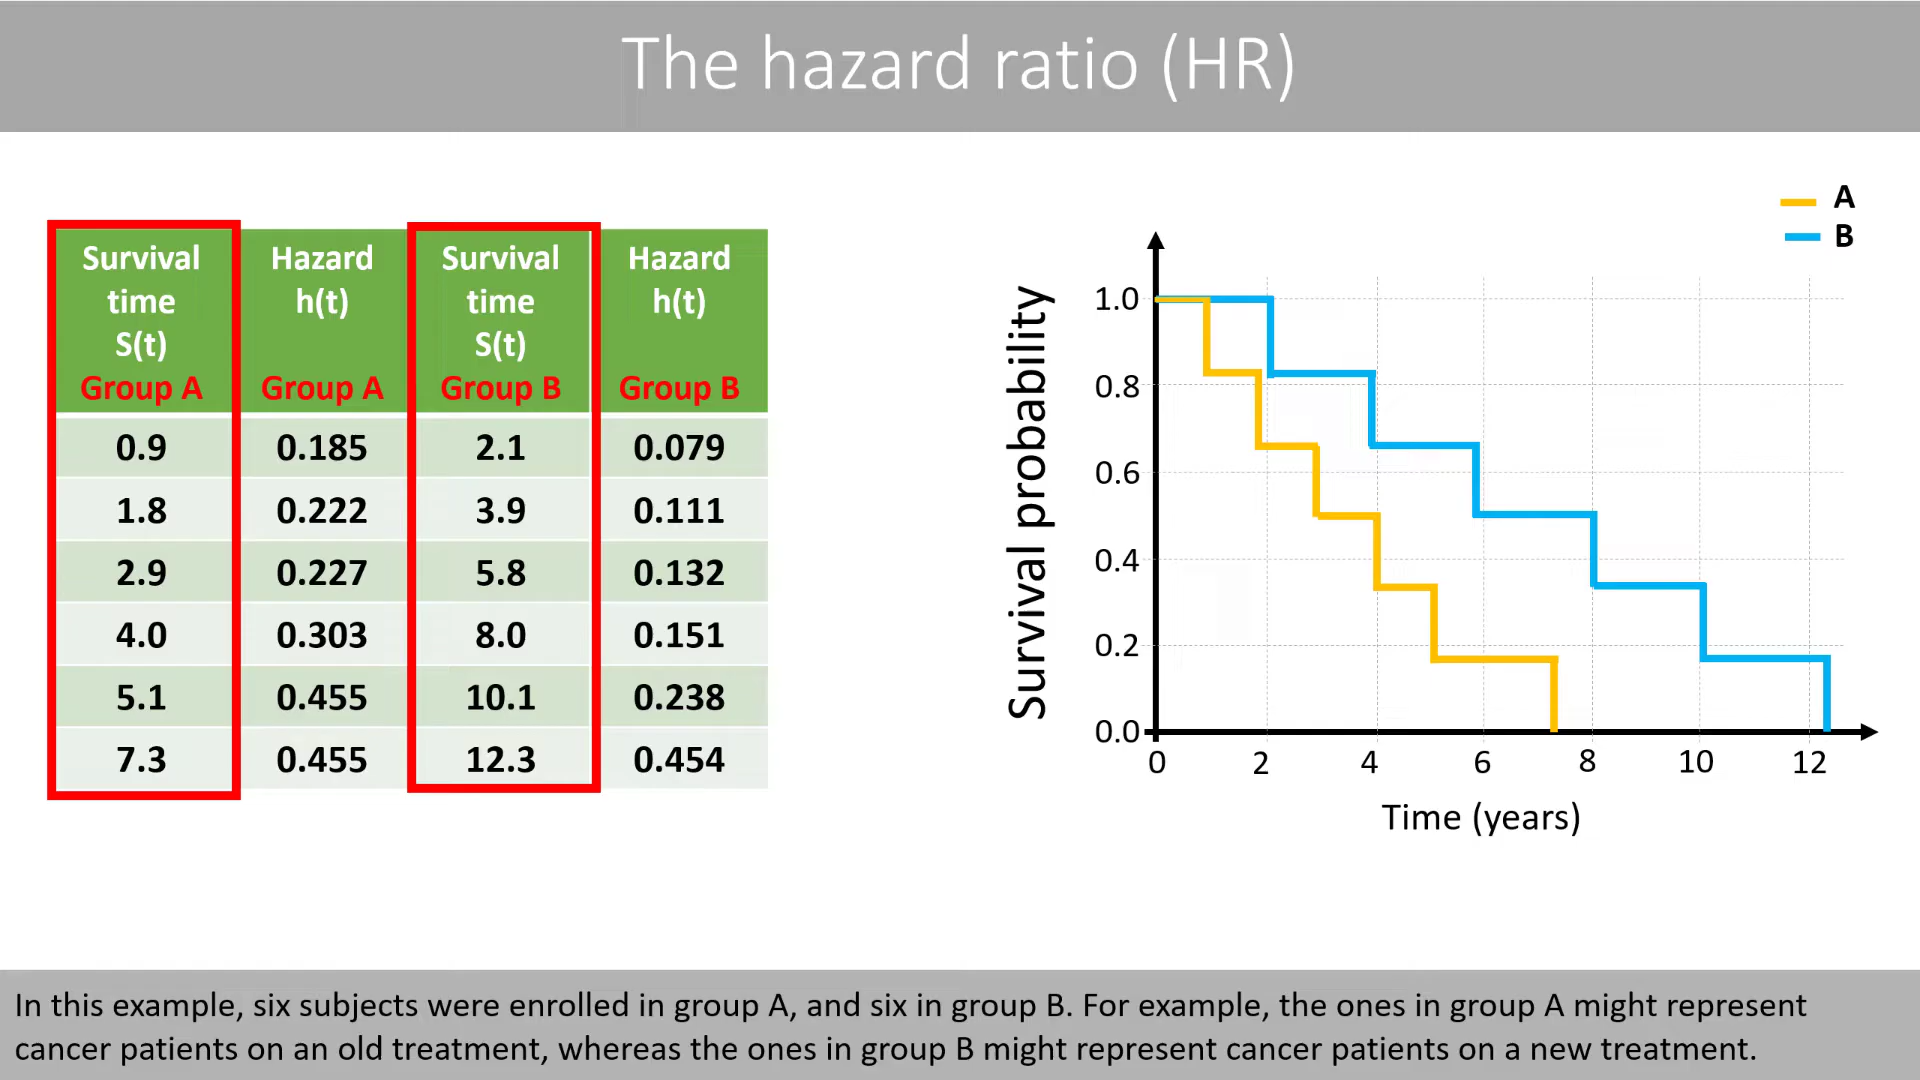 The hazard ratio (HR)
Survival time S(t) Group A
Hazard h(t) Group A
Survival time S(t) Group B
Hazard h(t) Group B
0.9 0.185 2.1 0.079
1.8 0.222 3.9 0.111
2.9 0.227 5.8 0.132
4.0 0.303 8.0 0.151
5.1 0.455 10.1 0.238
7.3 0.455 12.3 0.454
A
B
Survival probability
1.0
0.8
0.6
0.4
0.2
0.0
0 2 4 6 8 10 12
Time (years)
In this example, six subjects were enrolled in group A, and six in group B. For example, the ones in group A might represent
cancer patients on an old treatment, whereas the ones in group B might represent cancer patients on a new treatment.